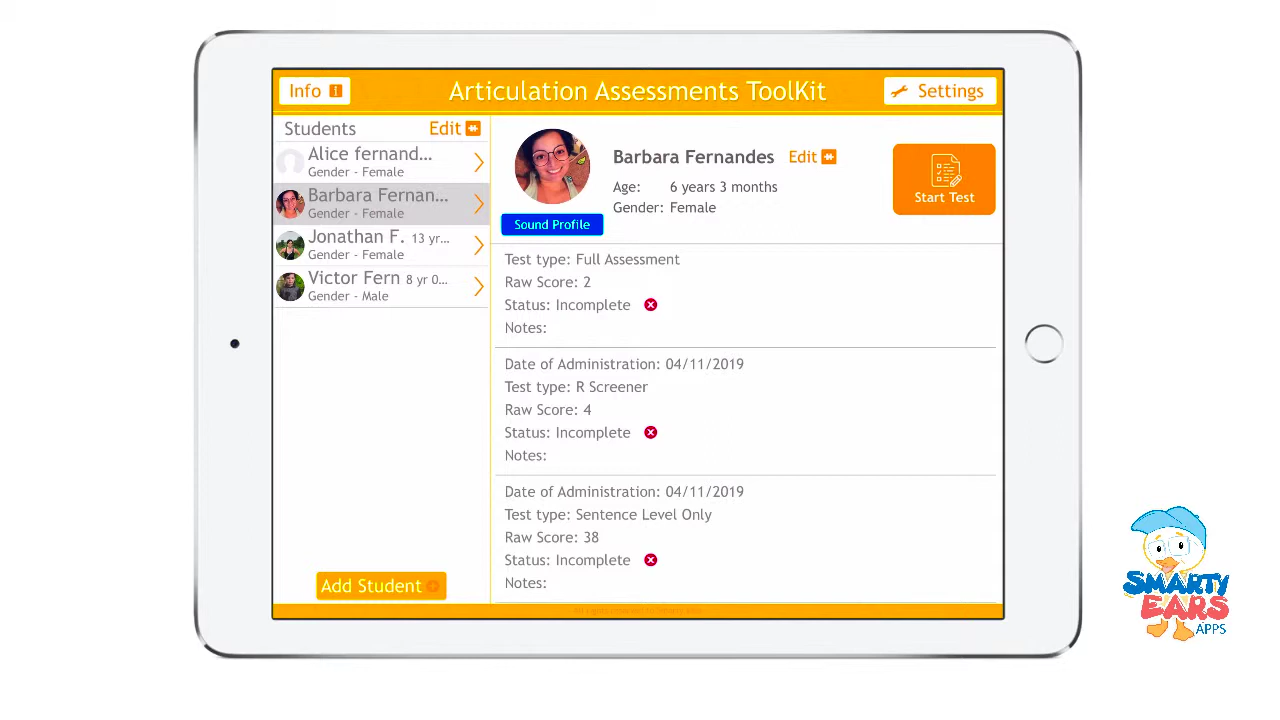 Info
Articulation Assessments ToolKit
Settings
Students Edit
Alice fernand...
Gender - Female
Barbara Fernan...
Gender - Female
Jonathan F. 13 yr...
Gender - Female
Victor Fern 8 yr 0...
Gender - Male
Add Student
Barbara Fernandes Edit
Age: 6 years 3 months
Gender: Female
Sound Profile
Start Test
Test type: Full Assessment
Raw Score: 2
Status: Incomplete
Notes:
Date of Administration: 04/11/2019
Test type: R Screener
Raw Score: 4
Status: Incomplete
Notes:
Date of Administration: 04/11/2019
Test type: Sentence Level Only
Raw Score: 38
Status: Incomplete
Notes:
SMARTY
EARS
APPS